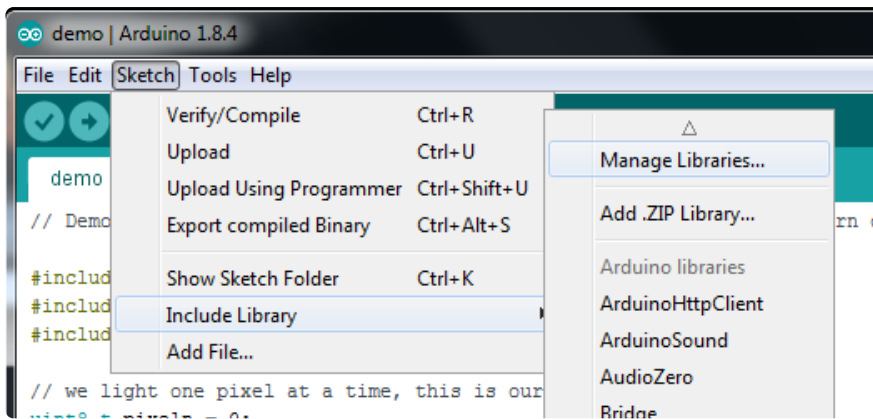 demo | Arduino 1.8.4
File Edit Sketch Tools Help
demo
Verify/Compile Ctrl+R
Upload Ctrl+U
Upload Using Programmer Ctrl+Shift+U
Export compiled Binary Ctrl+Alt+S
Show Sketch Folder Ctrl+K
Include Library
Add File...
Manage Libraries...
Add .ZIP Library...
Arduino libraries
ArduinoHttpClient
ArduinoSound
AudioZero
Bridge
// Demo
#includ
#includ
#includ
// we light one pixel at a time, this is our
uint8_t pixeln = 0;